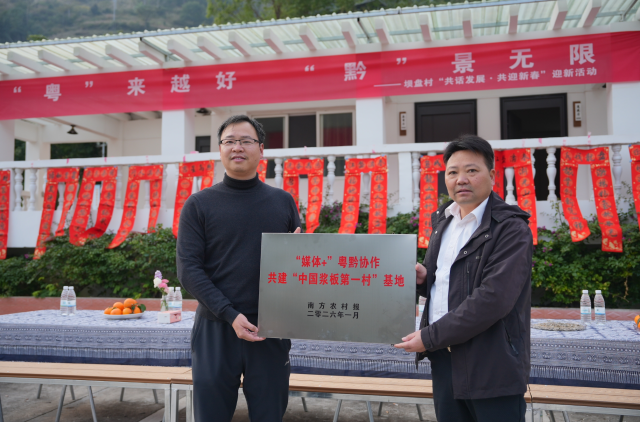 “粤”来越好 “黔”景无限
——坝盘村“共话发展·共迎新春”迎新活动
“媒体+”粤黔协作
共建“中国浆板第一村”基地
南方农村报
二零二六年一月